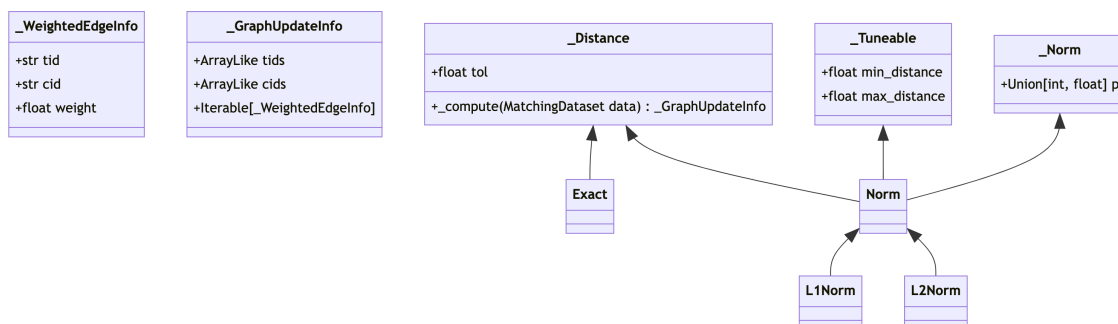 _WeightedEdgeInfo
+str tid
+str cid
+float weight
_GraphUpdateInfo
+ArrayLike tids
+ArrayLike cids
+Iterable[_WeightedEdgeInfo]
_Distance
+float tol
+_compute(MatchingDataset data) : _GraphUpdateInfo
_Tuneable
+float min_distance
+float max_distance
_Norm
+Union[int, float] p
Exact
Norm
L1Norm
L2Norm